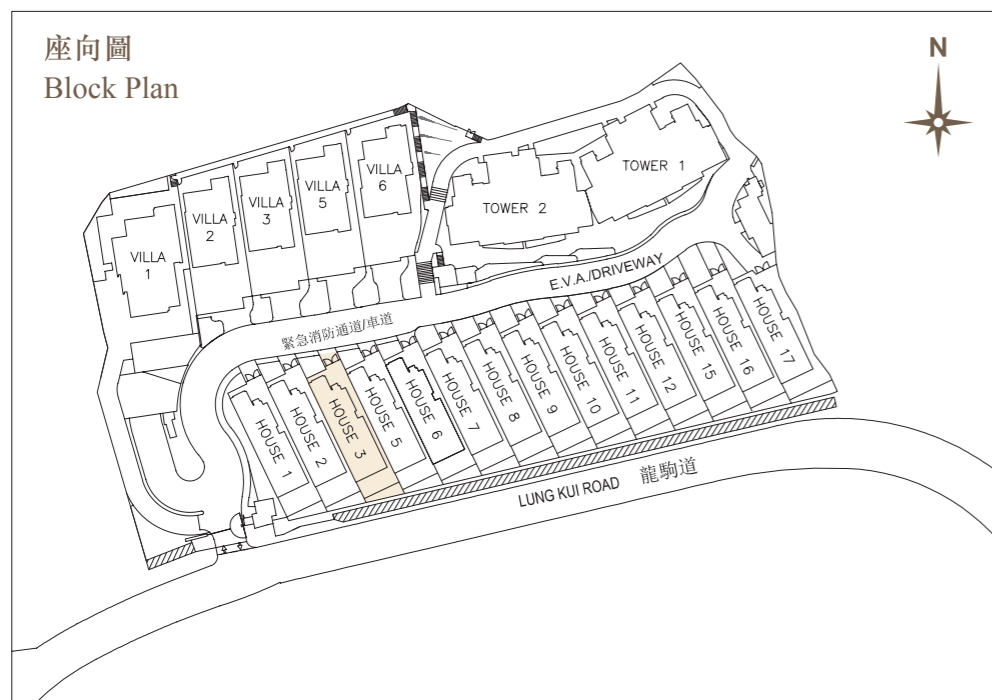 座向圖
Block Plan
N
VILLA
1
VILLA
2
VILLA
3
VILLA
5
VILLA
6
TOWER 2
TOWER 1
E.V.A./DRIVEWAY
緊急消防通道/車道
HOUSE 1
HOUSE 2
HOUSE 3
HOUSE 5
HOUSE 6
HOUSE 7
HOUSE 8
HOUSE 9
HOUSE 10
HOUSE 11
HOUSE 12
HOUSE 15
HOUSE 16
HOUSE 17
LUNG KUI ROAD 龍駒道